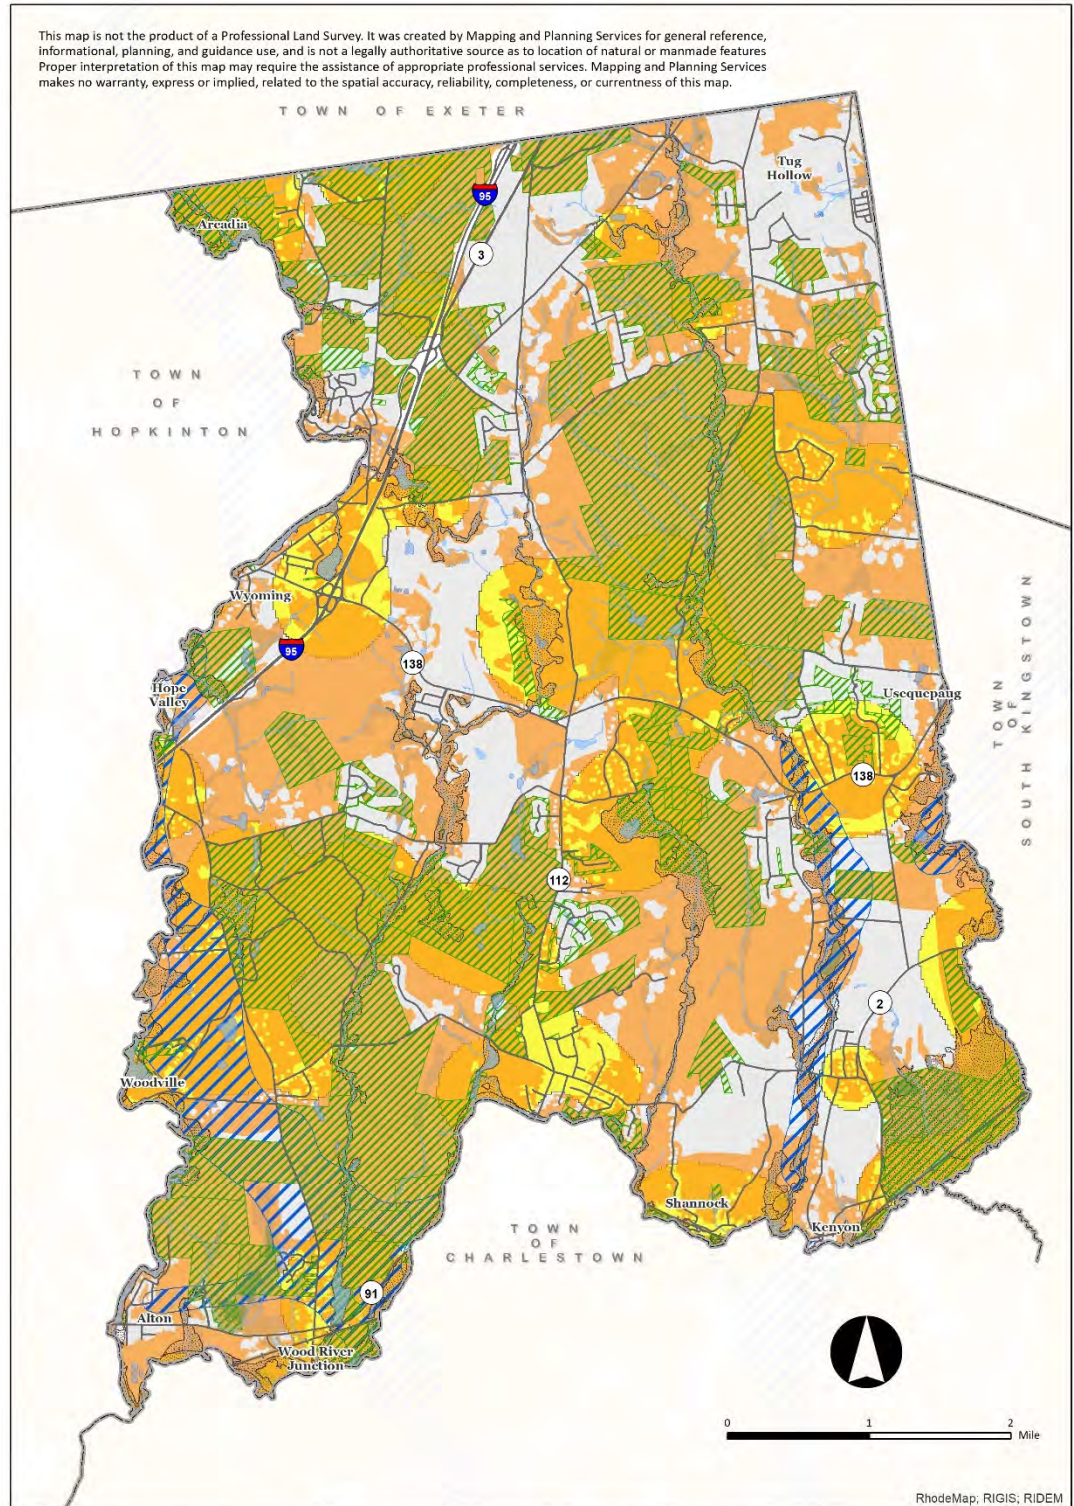 This map is not the product of a Professional Land Survey. It was created by Mapping and Planning Services for general reference,
informational, planning, and guidance use, and is not a legally authoritative source as to location of natural or manmade features
Proper interpretation of this map may require the assistance of appropriate professional services. Mapping and Planning Services
makes no warranty, express or implied, related to the spatial accuracy, reliability, completeness, or currentness of this map.
TOWN OF EXETER
Tug
Hollow
95
Arcadia
3
TOWN
OF
HOPKINTON
Wyoming
95
138
Hope
Valley
Usequepaug
TOWN
OF
SOUTH KINGSTOWN
138
112
2
Woodville
Shannock
Kenyon
TOWN
OF
CHARLESTOWN
91
Alton
Wood River
Junction
0 1 2
Mile
RhodeMap; RIGIS; RIDEM